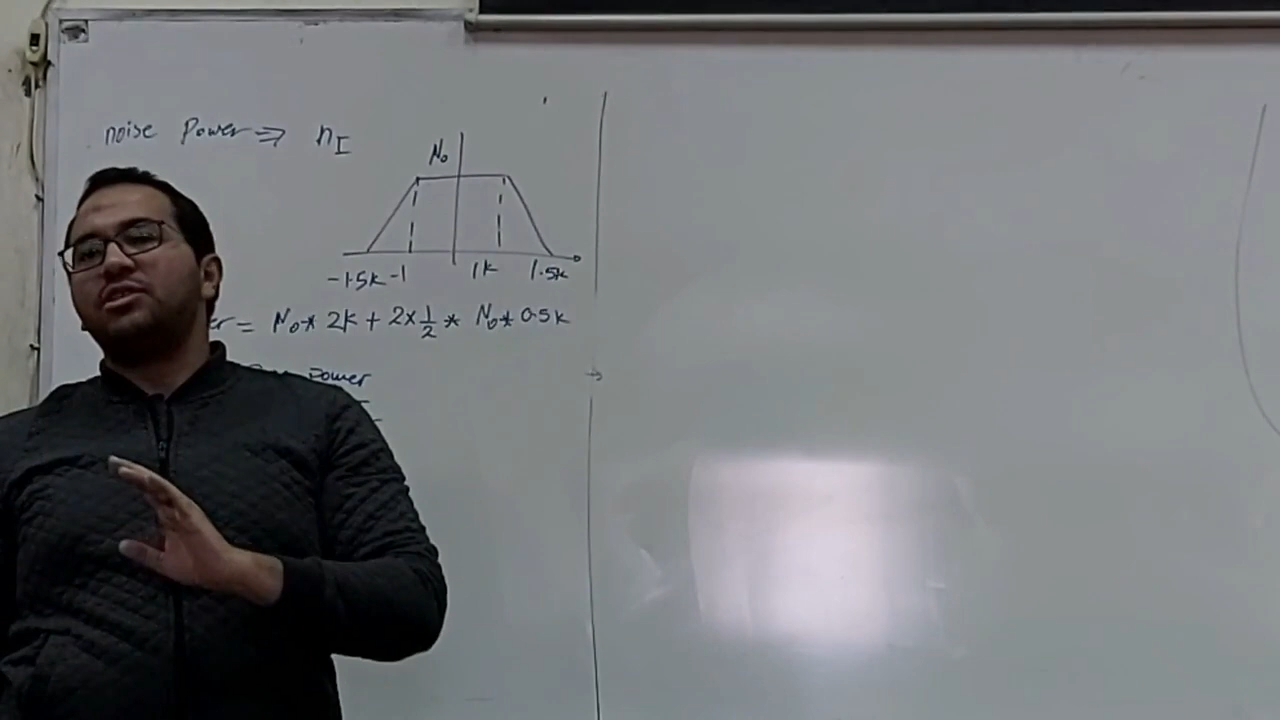 noise Power ⇒ n_I
N₀
-1.5k -1 1k 1.5k
= N₀ * 2k + 2×1/2 * N₀ * 0.5k
Power